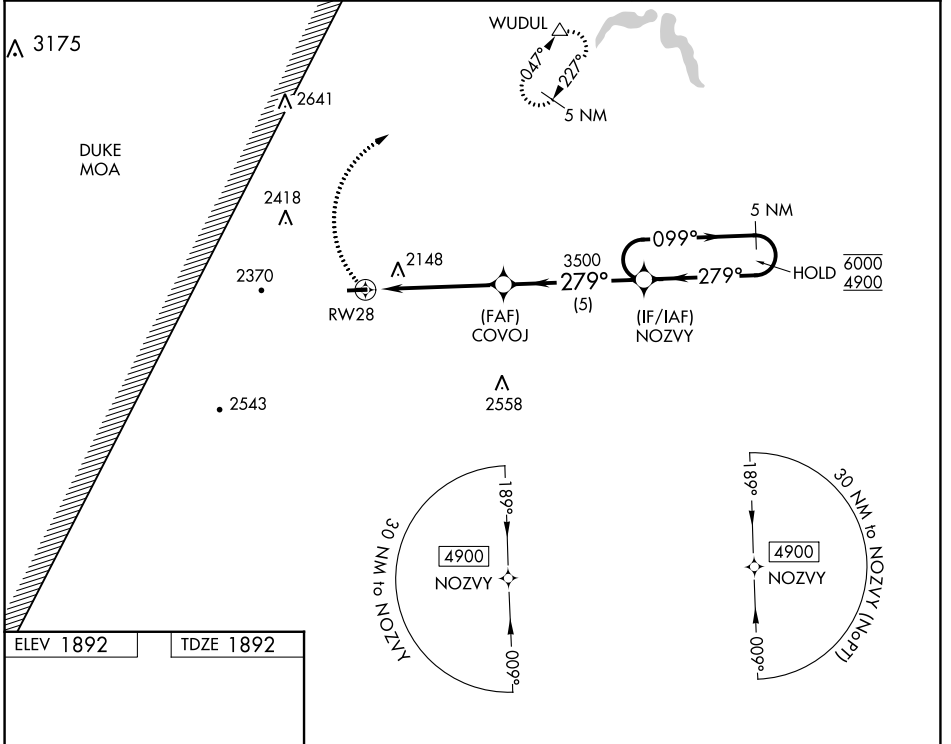 WUDUL
3175
047°
227°
2641
5 NM
DUKE
MOA
2418
5 NM
099°
2148
3500
2370
279°
279°
HOLD
6000
4900
(5)
RW28
(FAF)
COVOJ
(IF/IAF)
NOZVY
2543
2558
189°
189°
30 NM to NOZVY
4900
NOZVY
009°
4900
NOZVY
30 NM to NOZVY (NoPT)
009°
ELEV 1892
TDZE 1892